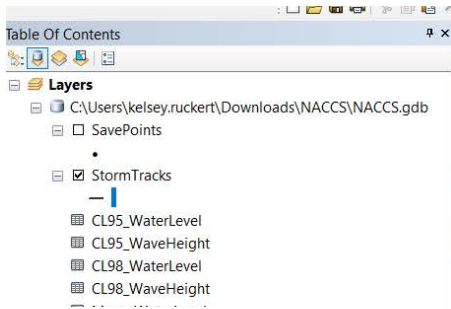 Table Of Contents
Layers
C:\Users\kelsey.ruckert\Downloads\NACCS\NACCS.gdb
SavePoints
StormTracks
CL95_WaterLevel
CL95_WaveHeight
CL98_WaterLevel
CL98_WaveHeight